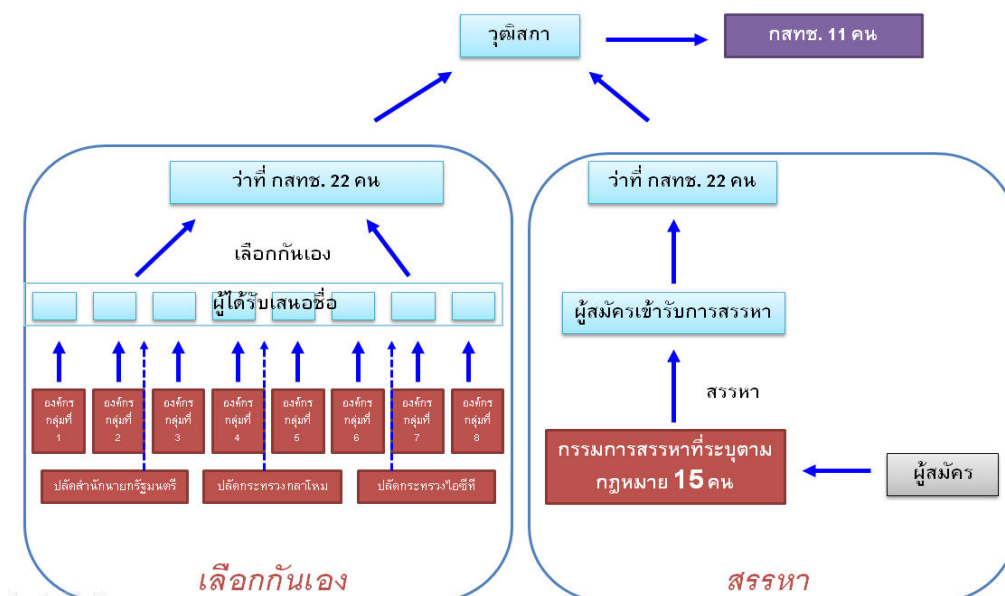 วุฒิสภา
กสทช. 11 คน
ว่าที่ กสทช. 22 คน
เลือกกันเอง
ผู้ได้รับเสนอชื่อ
องค์กร
กลุ่มที่
1
องค์กร
กลุ่มที่
2
องค์กร
กลุ่มที่
3
องค์กร
กลุ่มที่
4
องค์กร
กลุ่มที่
5
องค์กร
กลุ่มที่
6
องค์กร
กลุ่มที่
7
องค์กร
กลุ่มที่
8
ปลัดสำนักนายกรัฐมนตรี
ปลัดกระทรวงกลาโหม
ปลัดกระทรวงไอซีที
เลือกกันเอง
ว่าที่ กสทช. 22 คน
ผู้สมัครเข้ารับการสรรหา
สรรหา
กรรมการสรรหาที่ระบุตาม
กฎหมาย 15 คน
ผู้สมัคร
สรรหา